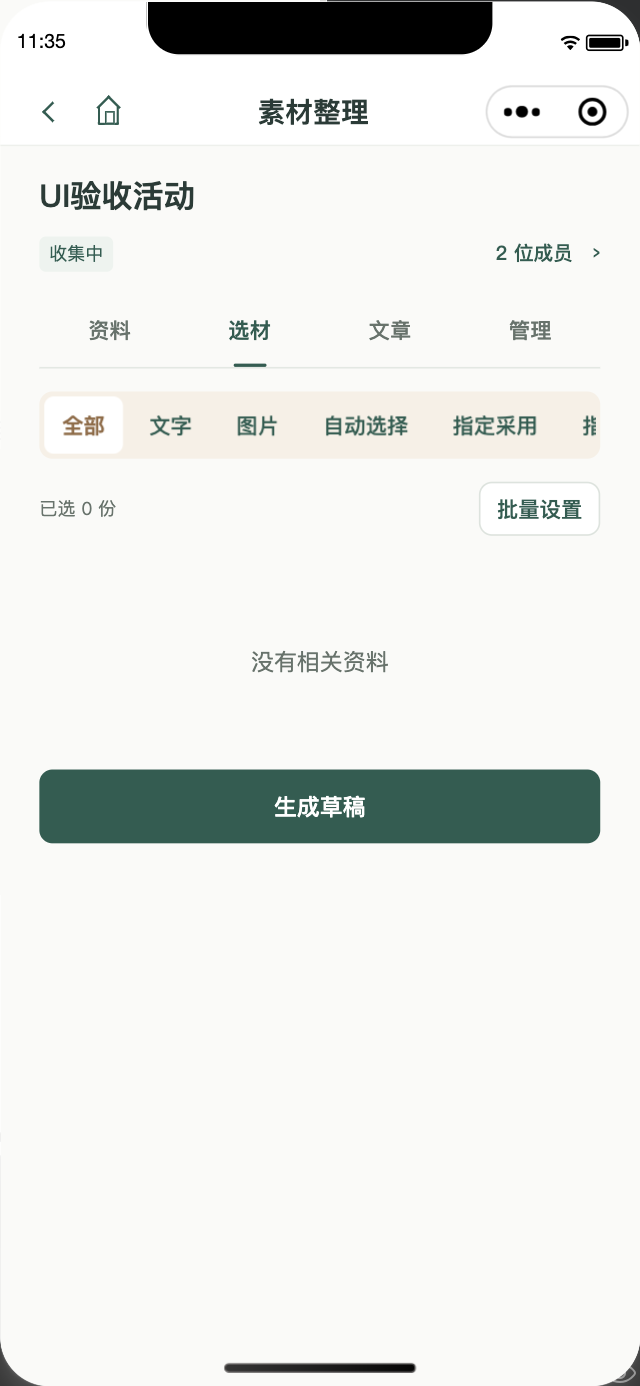 11:35
素材整理
UI验收活动
收集中
2 位成员 >
资料 选材 文章 管理
全部 文字 图片 自动选择 指定采用
已选 0 份 批量设置
没有相关资料
生成草稿